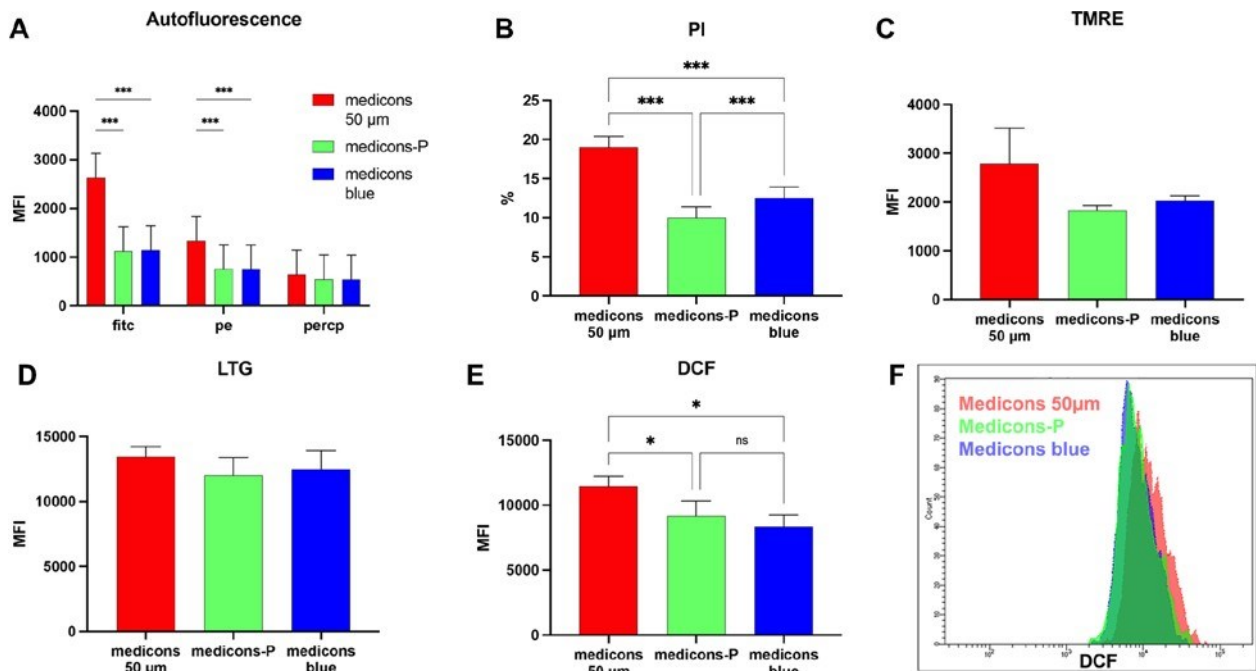 A
Autofluorescence
MFI
4000
3000
2000
1000
0
***
***
***
***
fitc
pe
percp
medicons
50 µm
medicons-P
medicons
blue
B
PI
%
25
20
15
10
5
0
***
***
***
medicons
50 µm
medicons-P
medicons
blue
C
TMRE
MFI
4000
3000
2000
1000
0
medicons
50 µm
medicons-P
medicons
blue
D
LTG
MFI
15000
10000
5000
0
medicons
50 µm
medicons-P
medicons
blue
E
DCF
MFI
15000
10000
5000
0
*
*
ns
medicons
50 µm
medicons-P
medicons
blue
F
Medicons 50µm
Medicons-P
Medicons blue
Count
DCF